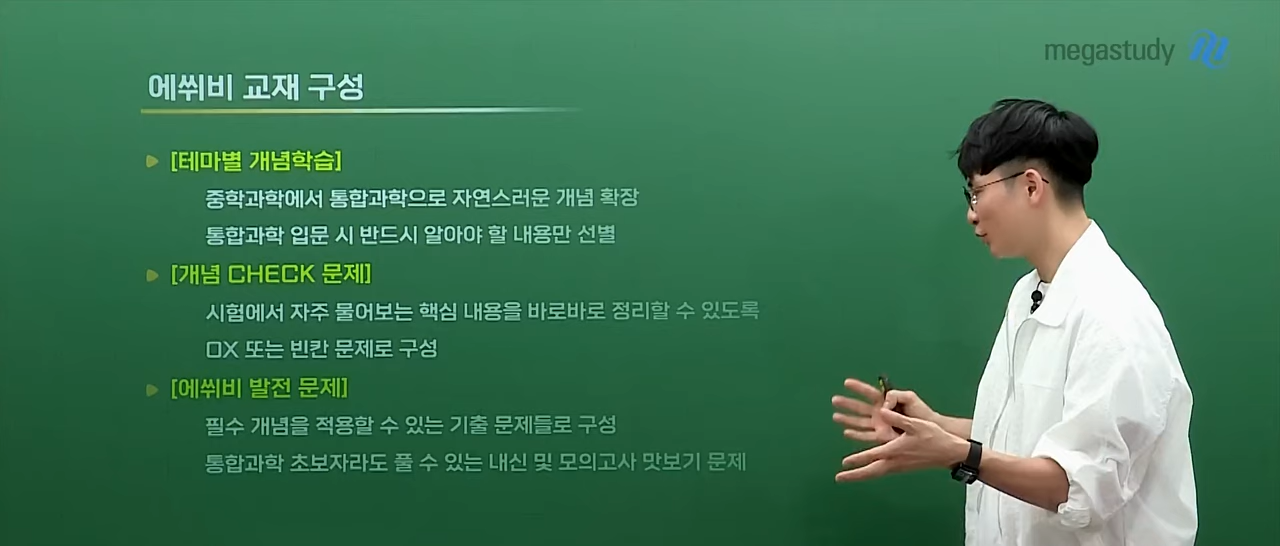 megastudy
에쒸비 교재 구성
[테마별 개념학습]
중학과학에서 통합과학으로 자연스러운 개념 확장
통합과학 입문 시 반드시 알아야 할 내용만 선별
[개념 CHECK 문제]
시험에서 자주 물어보는 핵심 내용을 바로바로 정리할 수 있도록
OX 또는 빈칸 문제로 구성
[에쒸비 발전 문제]
필수 개념을 적용할 수 있는 기출 문제들로 구성
통합과학 초보자라도 풀 수 있는 내신 및 모의고사 맛보기 문제